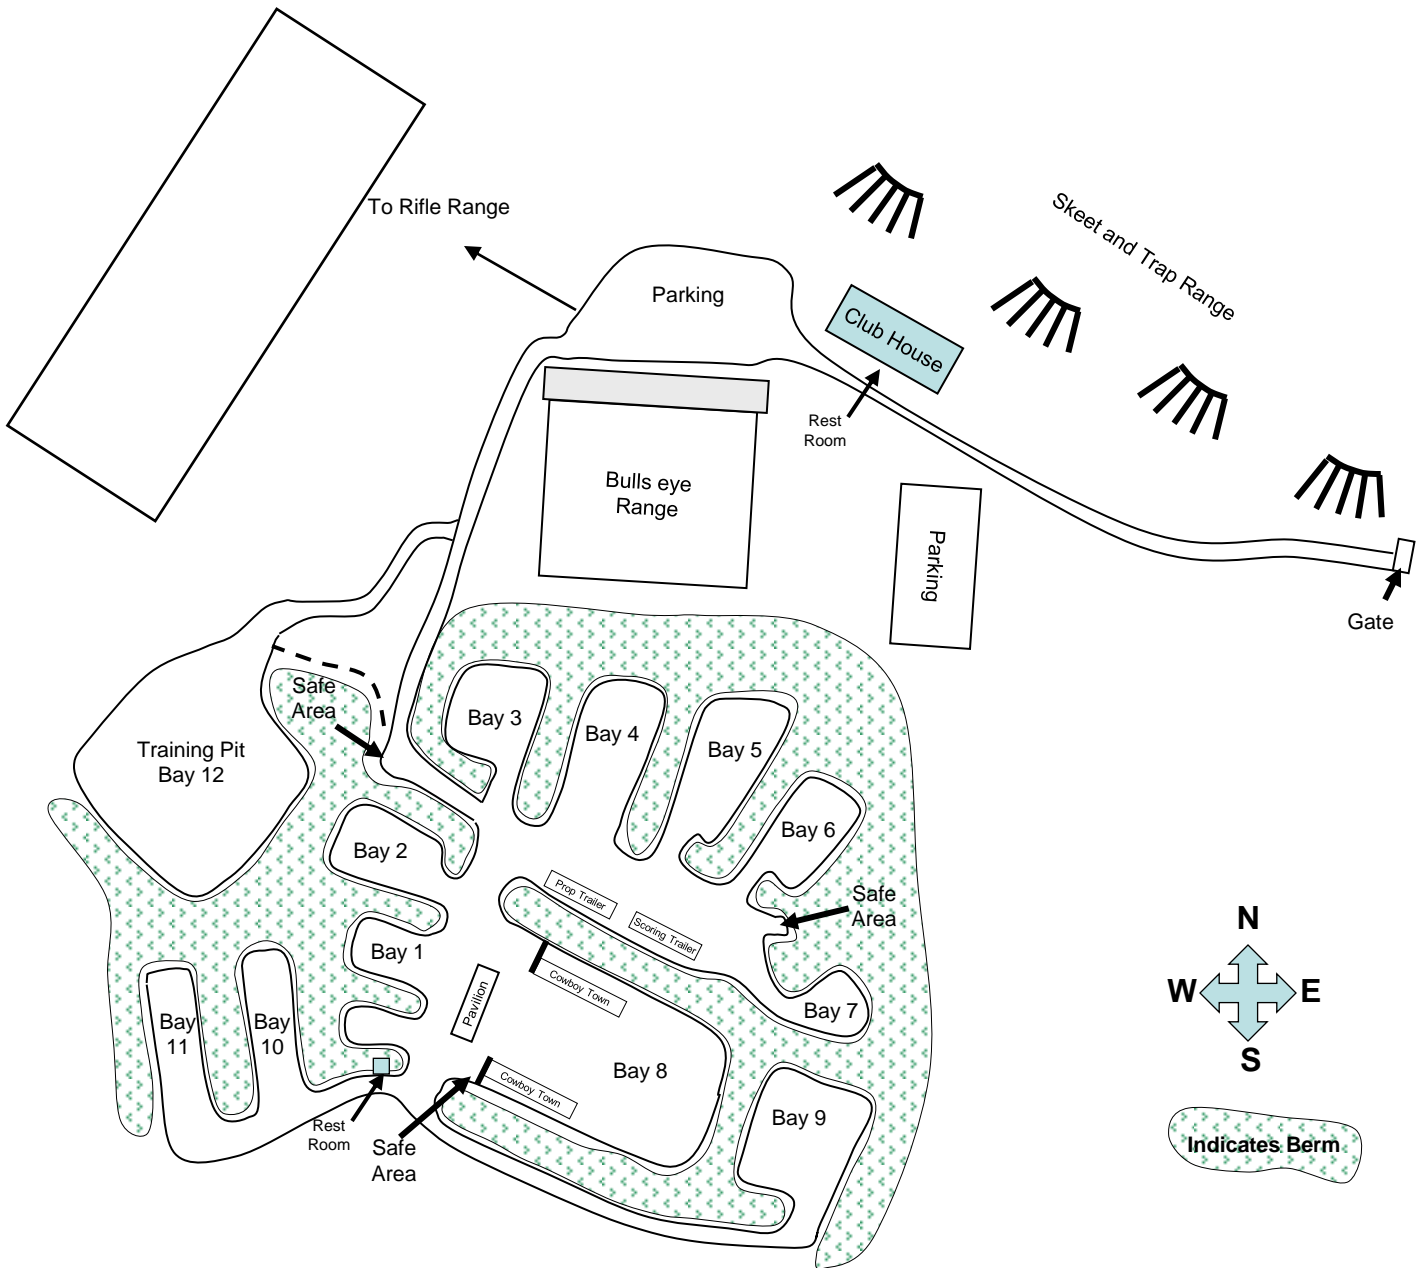 To Rifle Range
Skeet and Trap Range
Parking
Club House
Rest
Room
Bulls eye
Range
Parking
Gate
Safe
Area
Bay 3
Bay 4
Bay 5
Training Pit
Bay 12
Bay 6
Bay 2
Prop Trailer
Safe
Area
Scoring Trailer
Bay 1
Cowboy Town
Pavilion
Bay 7
N
W
E
S
Bay
11
Bay
10
Bay 8
Cowboy Town
Bay 9
Rest
Room
Safe
Area
Indicates Berm